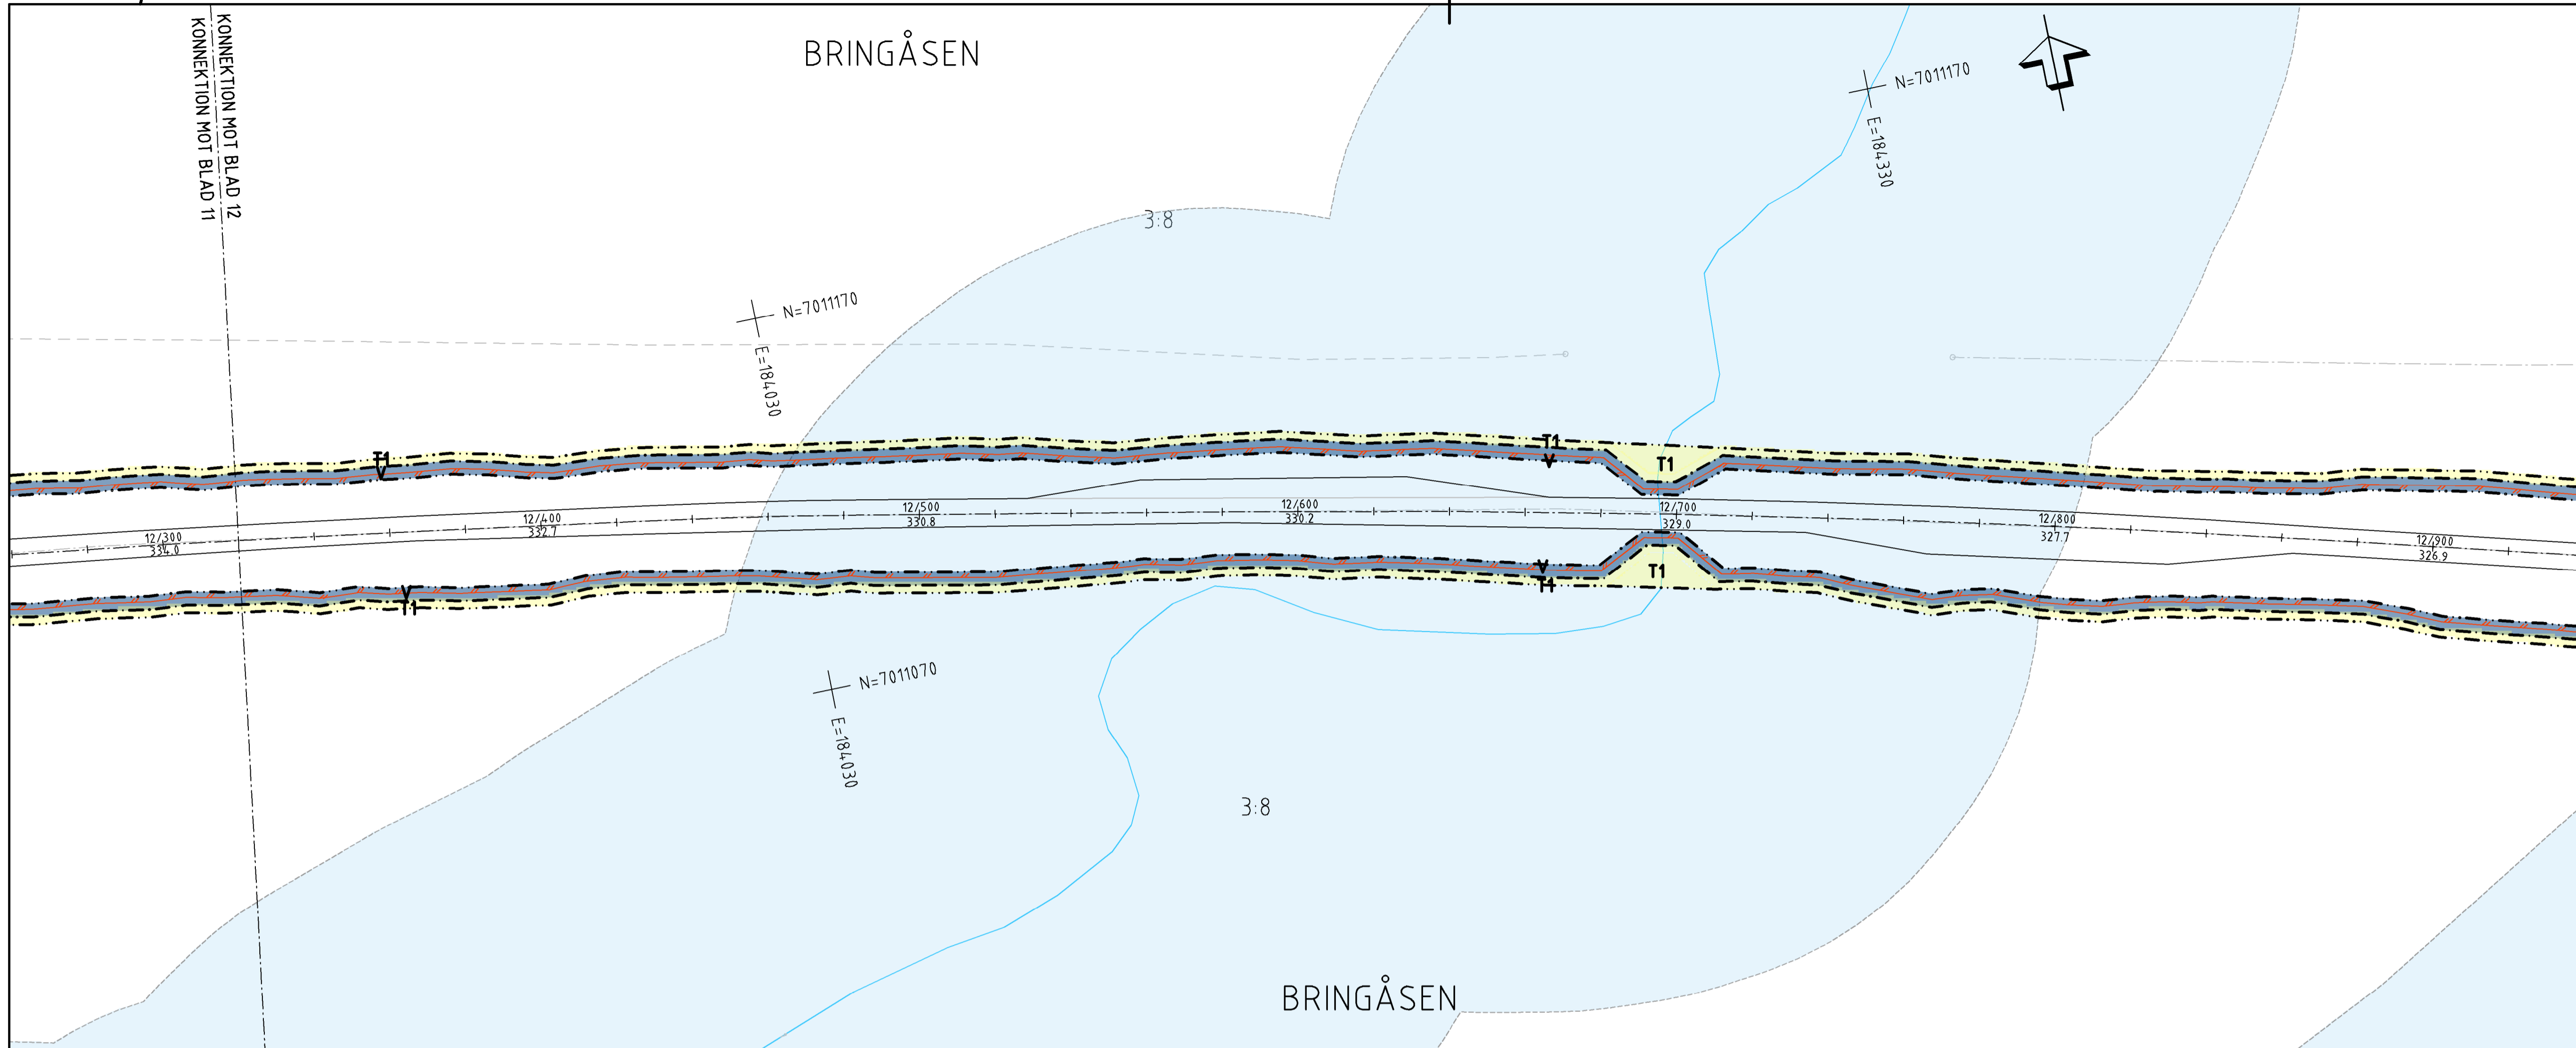 KONNEKTION MOT BLAD 12
KONNEKTION MOT BLAD 11
BRINGÅSEN
N=7011170
E=184330
3:8
N=7011170
E=184030
T1
V
T1
V
T1
12/300
334.0
12/400
332.7
12/500
330.8
12/600
330.2
12/700
329.0
12/800
327.7
12/900
326.9
V
T1
V
T1
T1
N=7011070
E=184030
3:8
BRINGÅSEN